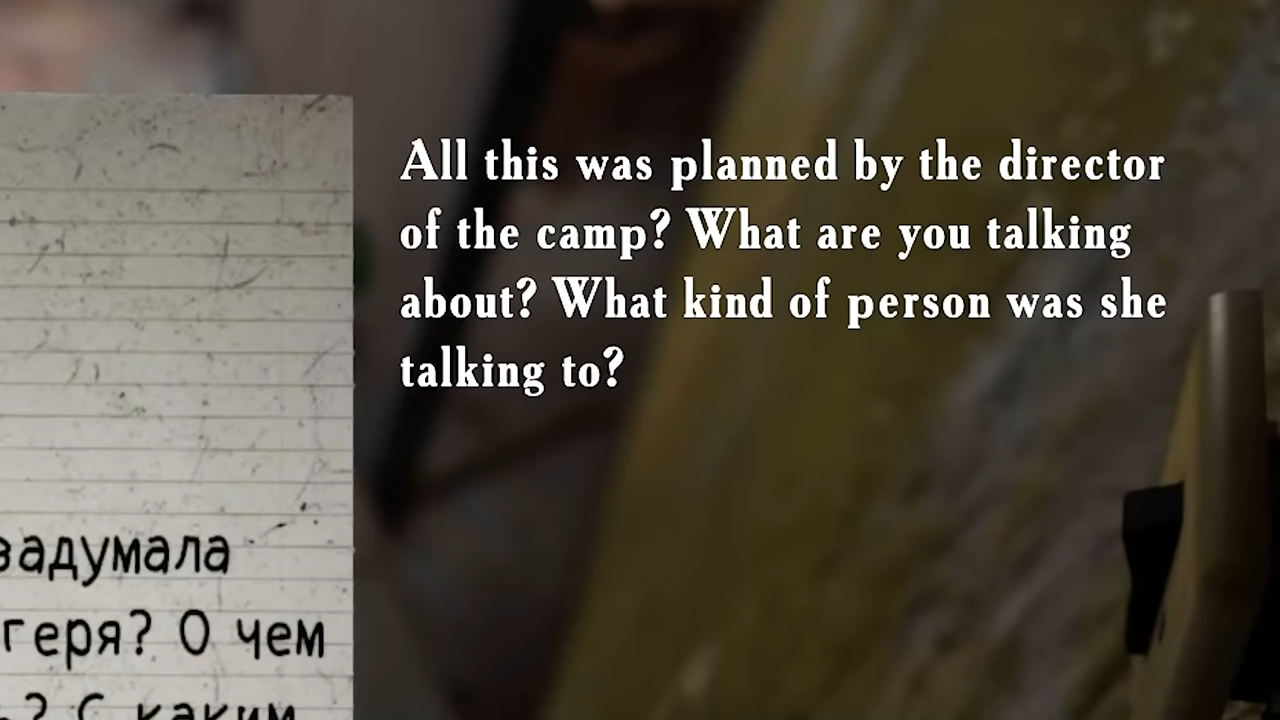 All this was planned by the director
of the camp? What are you talking
about? What kind of person was she
talking to?
задумала
геря? О чем
? С каким